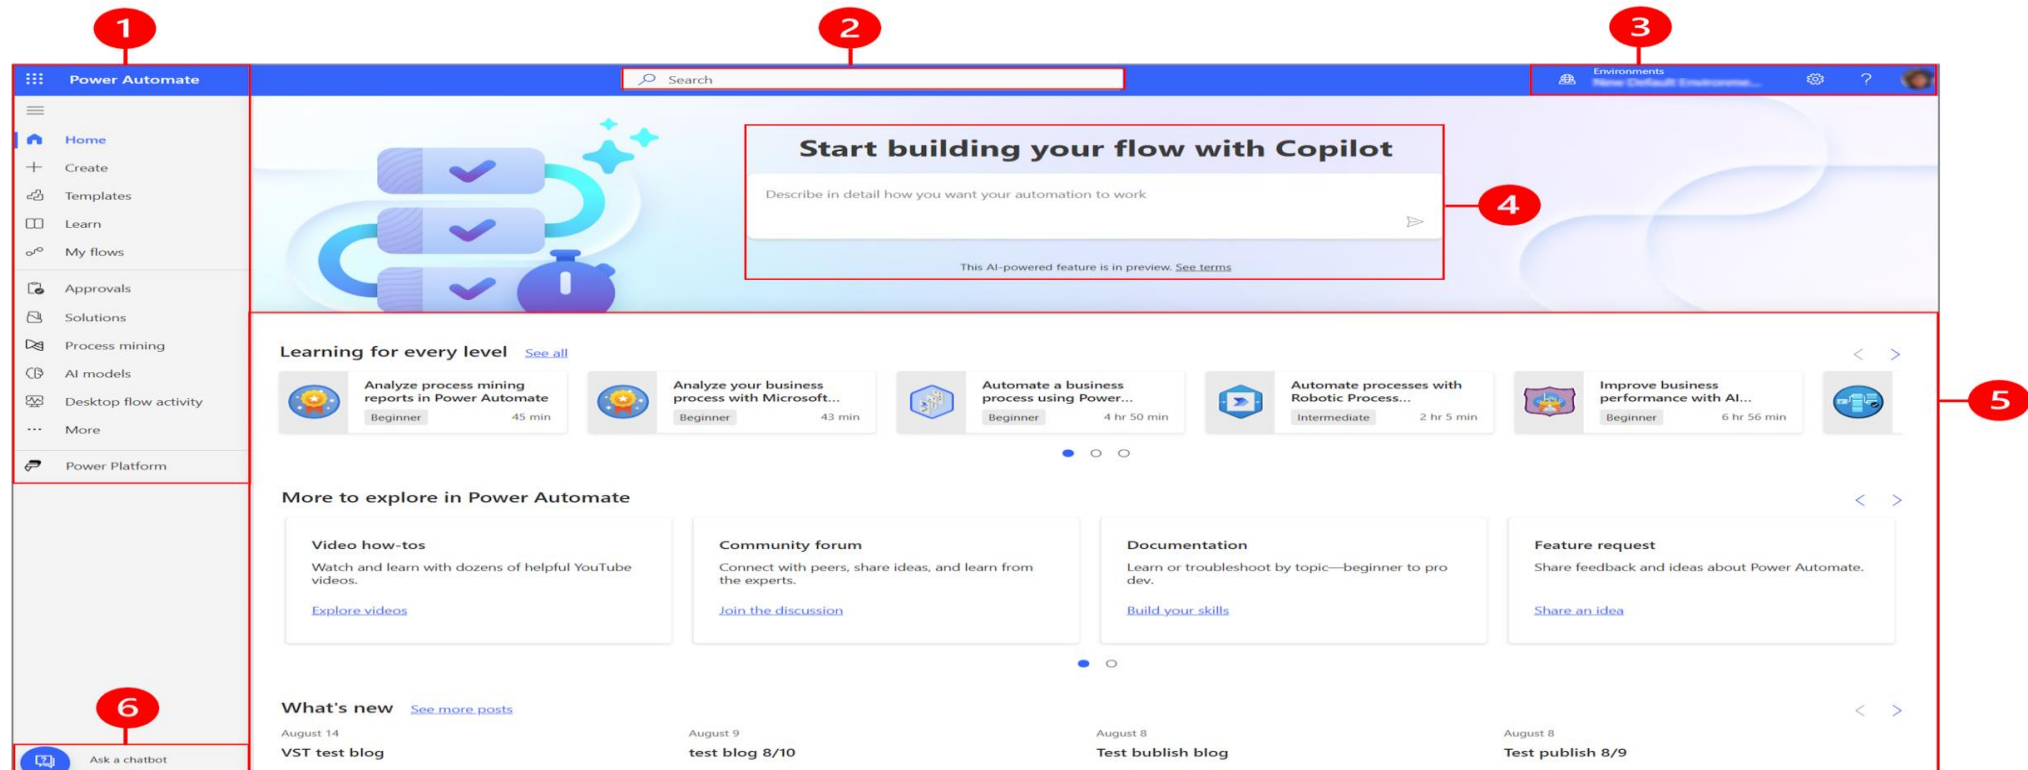 1
2
3
Power Automate
Search
Environments
New Default Environme...
?
Home
Create
Templates
Learn
My flows
Approvals
Solutions
Process mining
AI models
Desktop flow activity
More
Power Platform
Start building your flow with Copilot
Describe in detail how you want your automation to work
4
This AI-powered feature is in preview. See terms
Learning for every level See all
Analyze process mining
reports in Power Automate
Beginner 45 min
Analyze your business
process with Microsoft...
Beginner 43 min
Automate a business
process using Power...
Beginner 4 hr 50 min
Automate processes with
Robotic Process...
Intermediate 2 hr 5 min
Improve business
performance with AI...
Beginner 6 hr 56 min
5
More to explore in Power Automate
Video how-tos
Watch and learn with dozens of helpful YouTube
videos.
Explore videos
Community forum
Connect with peers, share ideas, and learn from
the experts.
Join the discussion
Documentation
Learn or troubleshoot by topic—beginner to pro
dev.
Build your skills
Feature request
Share feedback and ideas about Power Automate.
Share an idea
What's new See more posts
August 14
VST test blog
August 9
test blog 8/10
August 8
Test bublish blog
August 8
Test publish 8/9
6
Ask a chatbot